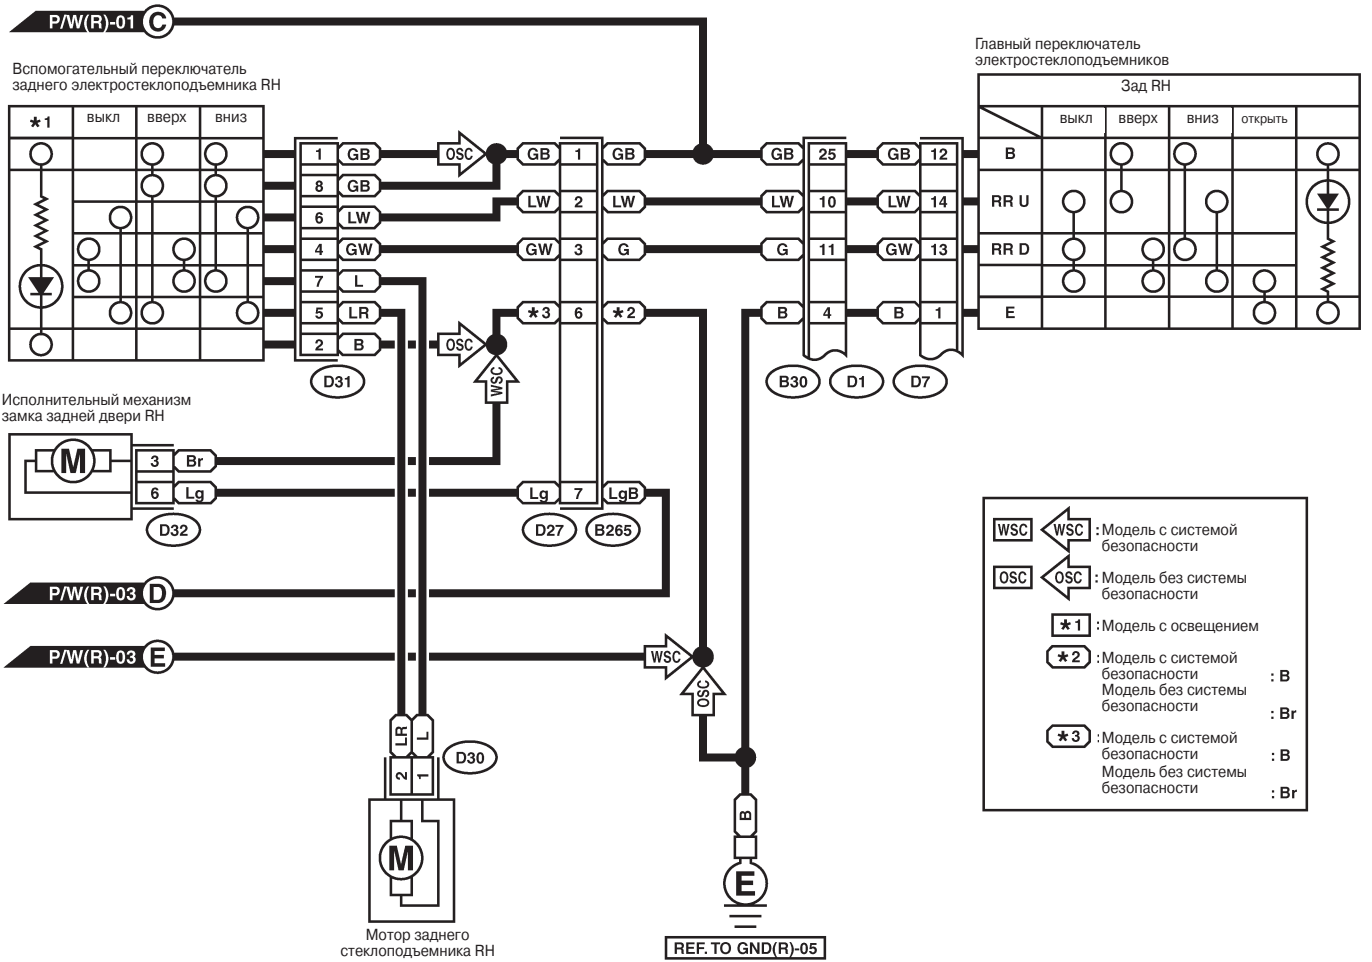 P/W(R)-01 C
Вспомогательный переключатель
заднего электростеклоподъемника RH
Главный переключатель
электростеклоподъемников
Зад RH
*1 выкл вверх вниз
выкл вверх вниз открыть
1 GB OSC GB 1 GB GB 25 GB 12 B
8 GB
6 LW LW 2 LW LW 10 LW 14 RR U
4 GW GW 3 G G 11 GW 13 RR D
7 L
5 LR *3 6 *2 B 4 B 1 E
2 B OSC
WSC
D31 B30 D1 D7
Исполнительный механизм
замка задней двери RH
M 3 Br
6 Lg Lg 7 LgB
D32 D27 B265
P/W(R)-03 D
P/W(R)-03 E WSC
OSC
LR L
2 1 D30
M
Мотор заднего
стеклоподъемника RH
B
E
REF. TO GND(R)-05
WSC WSC : Модель с системой
безопасности
OSC OSC : Модель без системы
безопасности
*1 : Модель с освещением
*2 : Модель с системой
безопасности : B
Модель без системы
безопасности : Br
*3 : Модель с системой
безопасности : B
Модель без системы
безопасности : Br